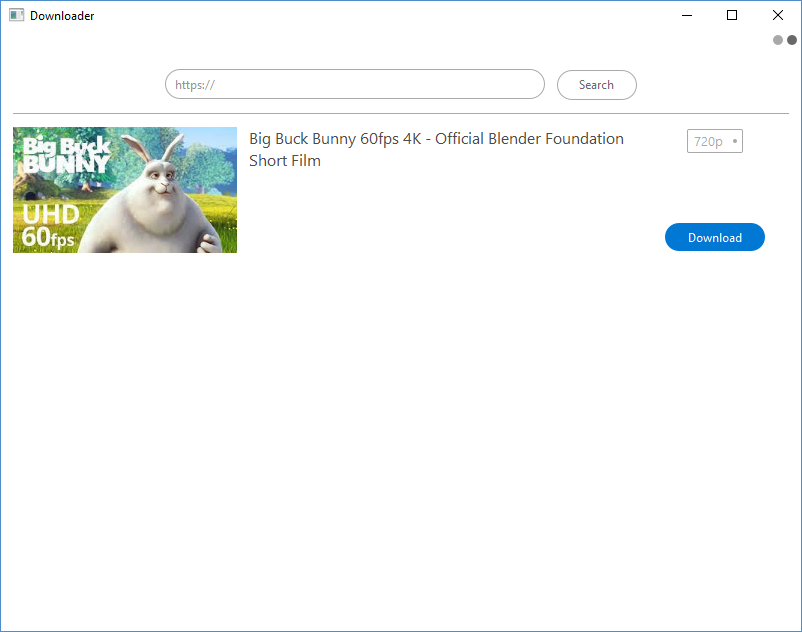 Downloader
https://
Search
Big Buck
BUNNY
UHD
60fps
Big Buck Bunny 60fps 4K - Official Blender Foundation
Short Film
720p
Download